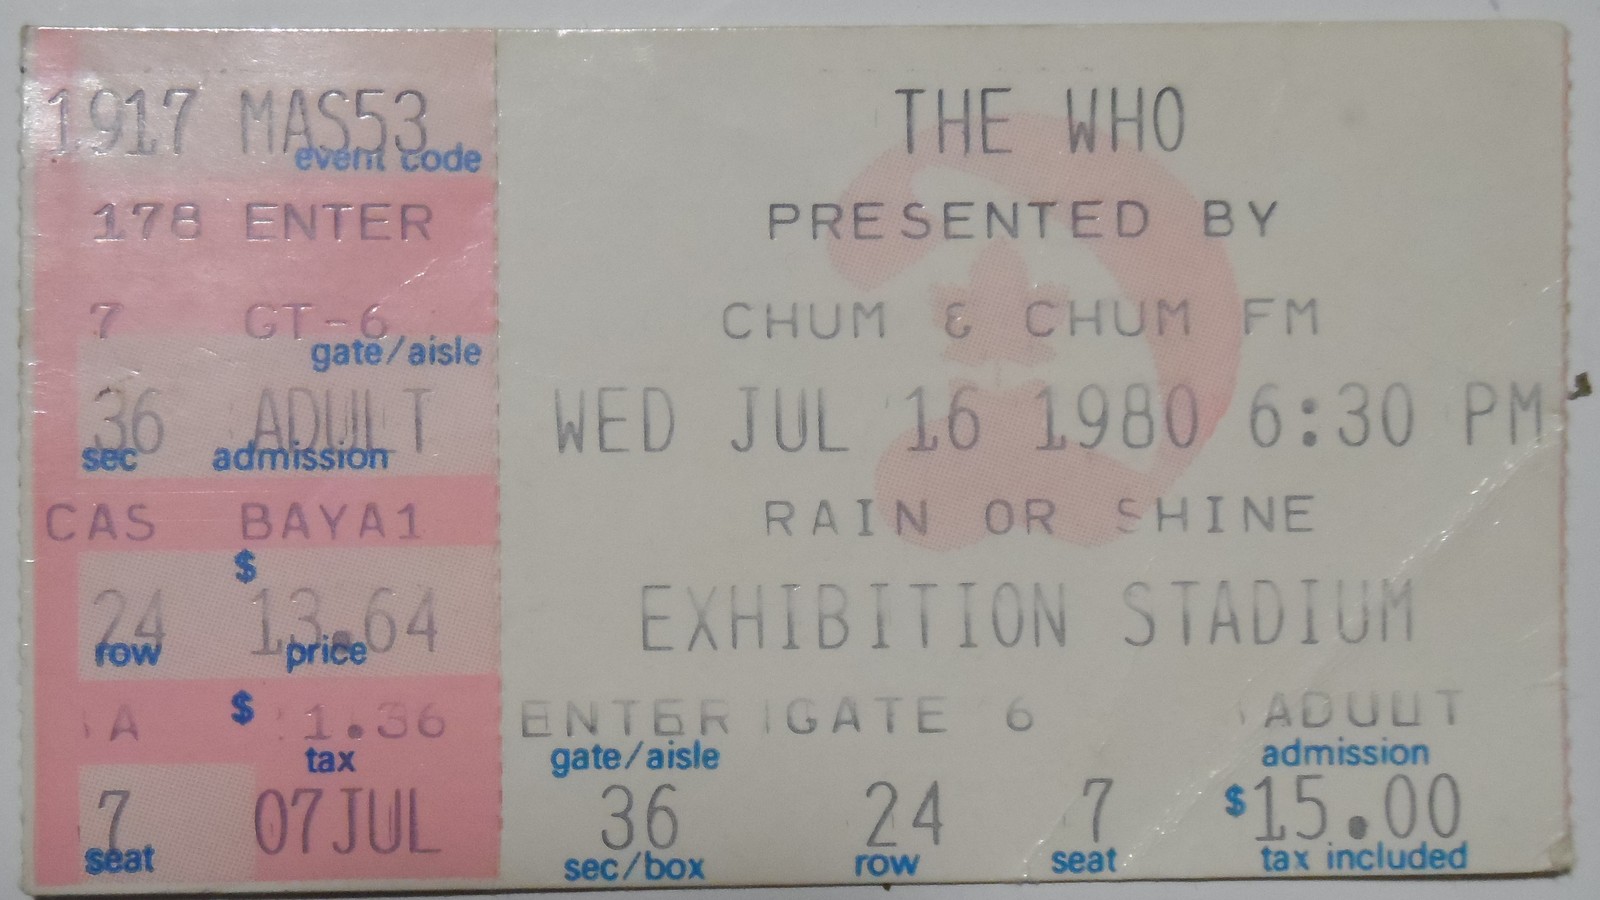 1917 MAS53
event code
178 ENTER
7 GT-6
gate/aisle
36 ADULT
sec admission
CAS BAYA1
$
24 13.64
row price
A $ 1.36
tax
7 07JUL
seat
THE WHO
PRESENTED BY
CHUM & CHUM FM
WED JUL 16 1980 6:30 PM
RAIN OR SHINE
EXHIBITION STADIUM
ENTER GATE 6 ADULT
gate/aisle admission
36 24 7 $15.00
sec/box row seat tax included